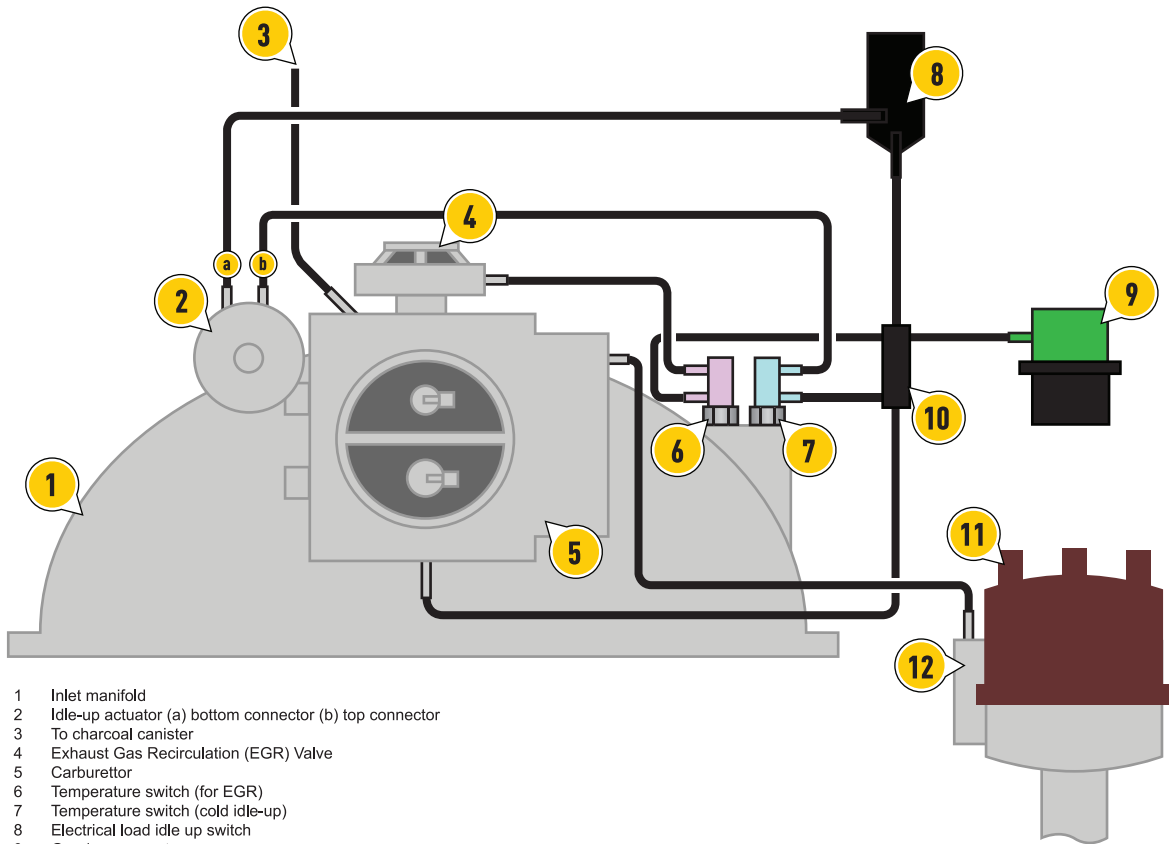 3
8
4
a
b
2
9
10
6
7
1
5
11
12
1 Inlet manifold
2 Idle-up actuator (a) bottom connector (b) top connector
3 To charcoal canister
4 Exhaust Gas Recirculation (EGR) Valve
5 Carburettor
6 Temperature switch (for EGR)
7 Temperature switch (cold idle-up)
8 Electrical load idle up switch